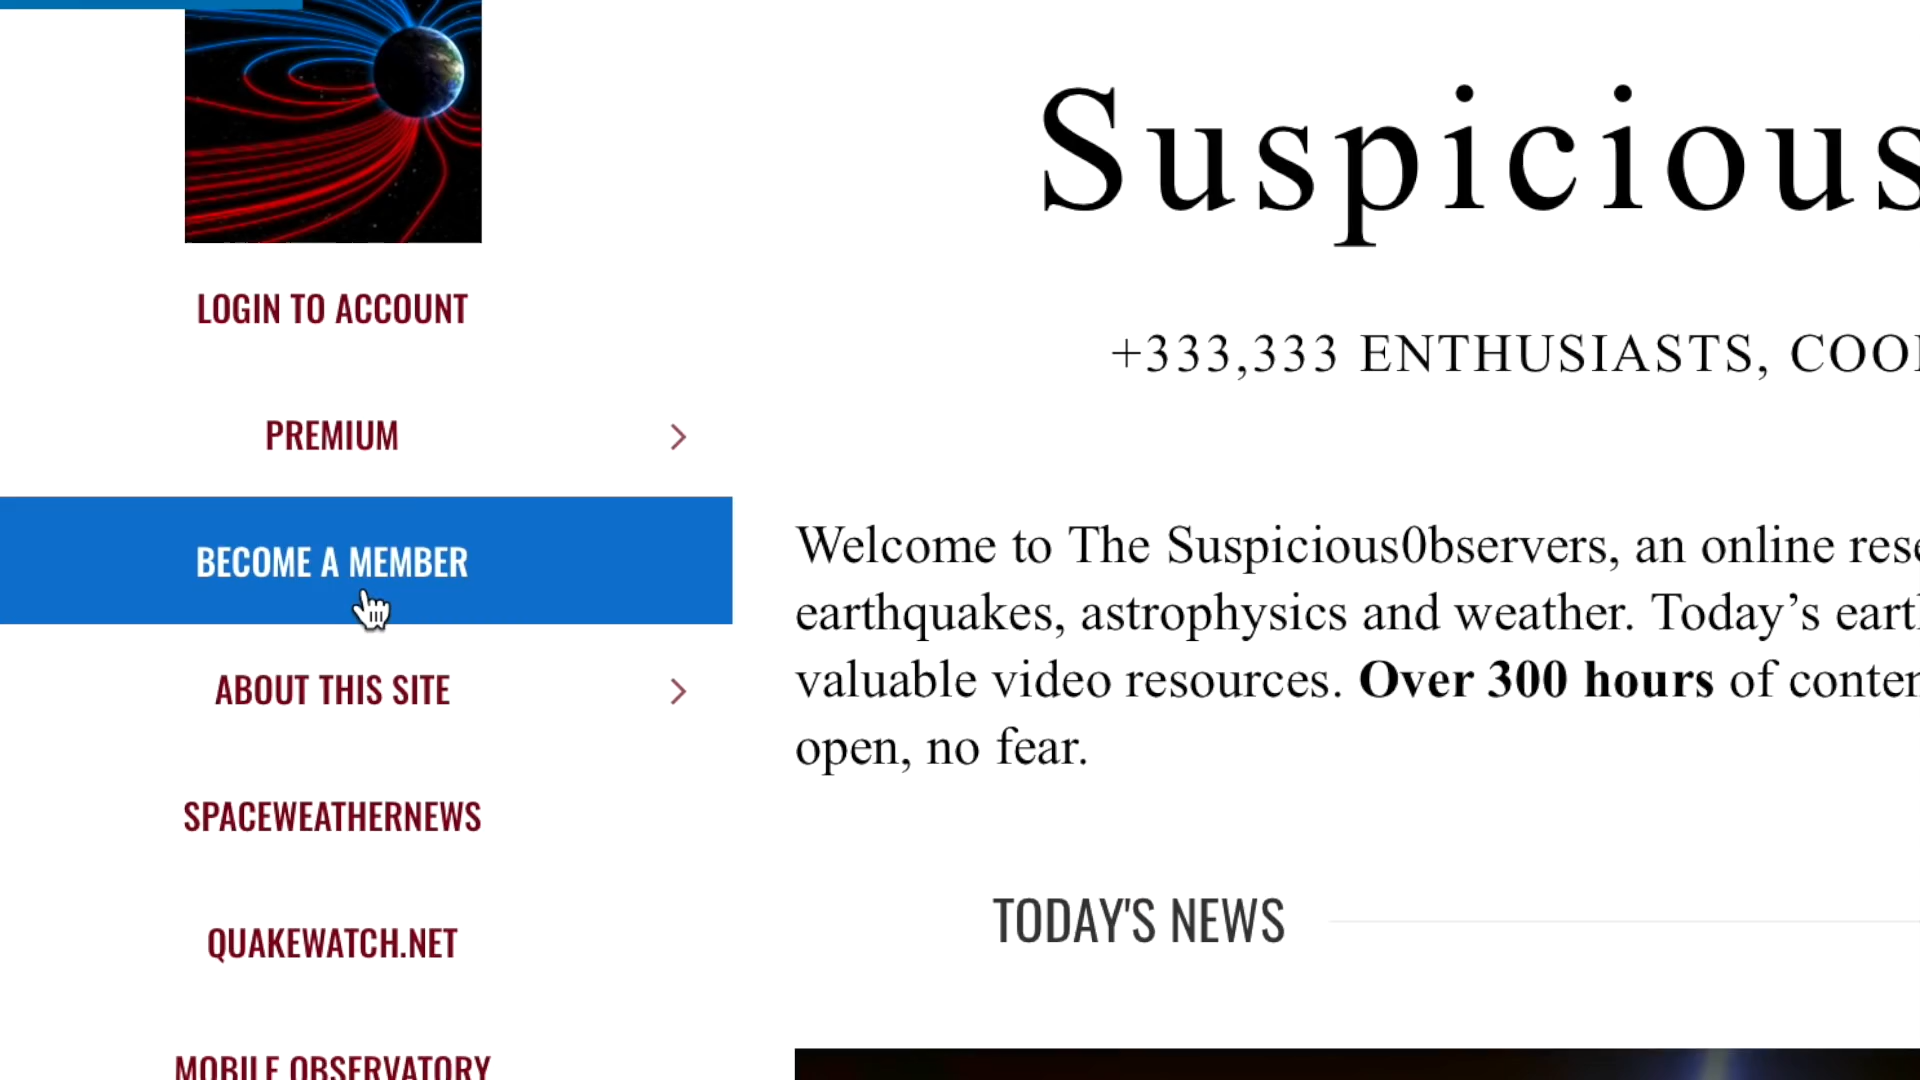 LOGIN TO ACCOUNT
PREMIUM
BECOME A MEMBER
ABOUT THIS SITE
SPACEWEATHERNEWS
QUAKEWATCH.NET
MOBILE OBSERVATORY
Suspicious
+333,333 ENTHUSIASTS,
Welcome to The Suspicious0bservers, an online
earthquakes, astrophysics and weather. Today’s
valuable video resources. Over 300 hours of
open, no fear.
TODAY'S NEWS